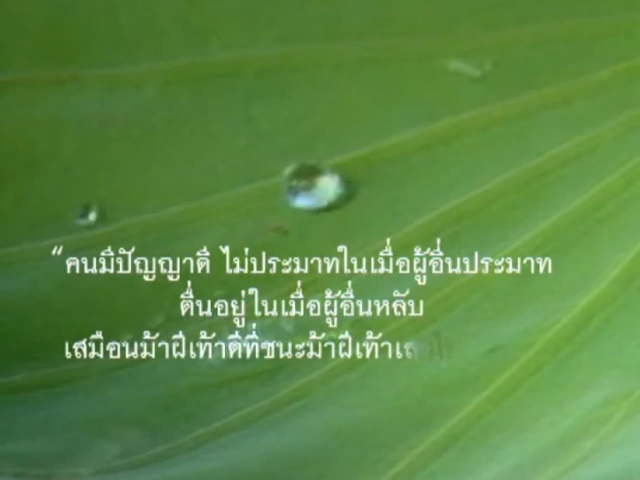 “คนมีปัญญาดี ไม่ประมาทในเมื่อผู้อื่นประมาท
ตื่นอยู่ในเมื่อผู้อื่นหลับ
เสมือนม้าฝีเท้าดีที่ชนะม้าฝีเท้า